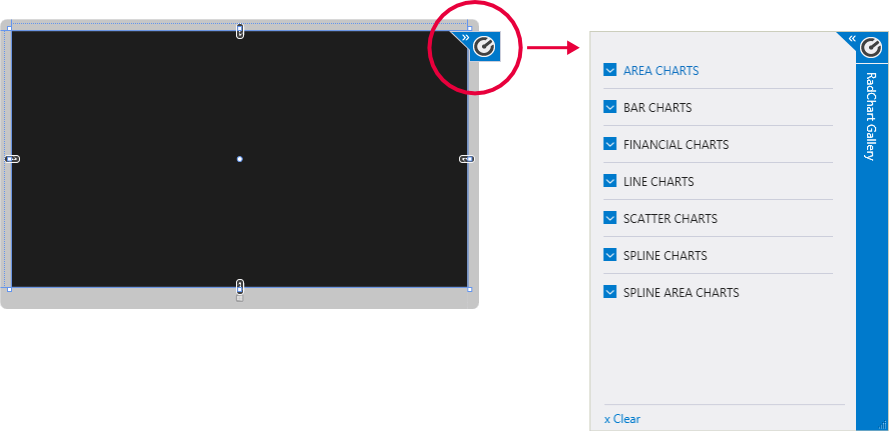 AREA CHARTS
BAR CHARTS
FINANCIAL CHARTS
LINE CHARTS
SCATTER CHARTS
SPLINE CHARTS
SPLINE AREA CHARTS
x Clear
RadChart Gallery